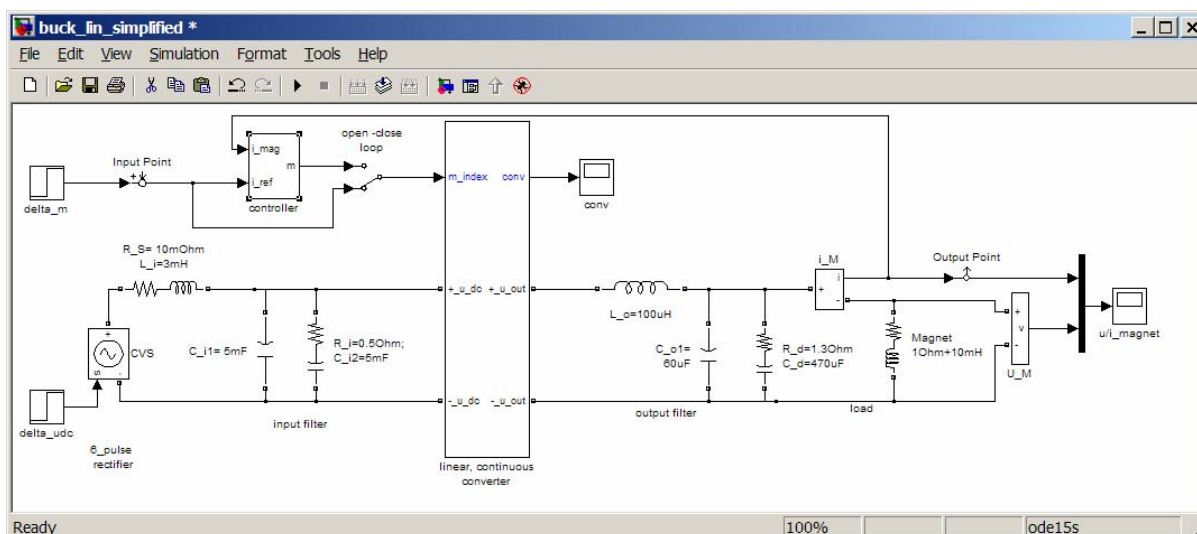 buck_lin_simplified *
File Edit View Simulation Format Tools Help
open -close
loop
Input Point
+
i_mag
m
i_ref
controller
delta_m
m_index conv
conv
R_S= 10mOhm
L_i=3mH
+_u_dc +_u_out
i_M
+
i
-
Output Point
L_o=100uH
+
CVS
-
s
C_i1= 5mF
R_i=0.5Ohm;
C_i2=5mF
C_o1=
60uF
R_d=1.3Ohm
C_d=470uF
Magnet
1Ohm+10mH
+
v
-
U_M
u/i_magnet
delta_udc
-_u_dc -_u_out
input filter
output filter
load
6_pulse
rectifier
linear, continuous
converter
Ready 100% ode15s